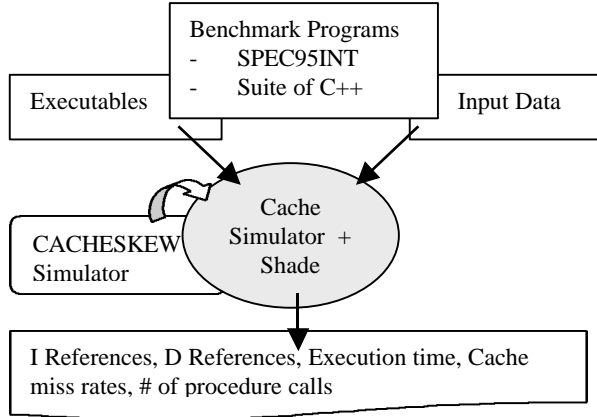 Benchmark Programs
- SPEC95INT
- Suite of C++
Executables
Input Data
Cache
Simulator +
Shade
CACHESKEW
Simulator
I References, D References, Execution time, Cache
miss rates, # of procedure calls